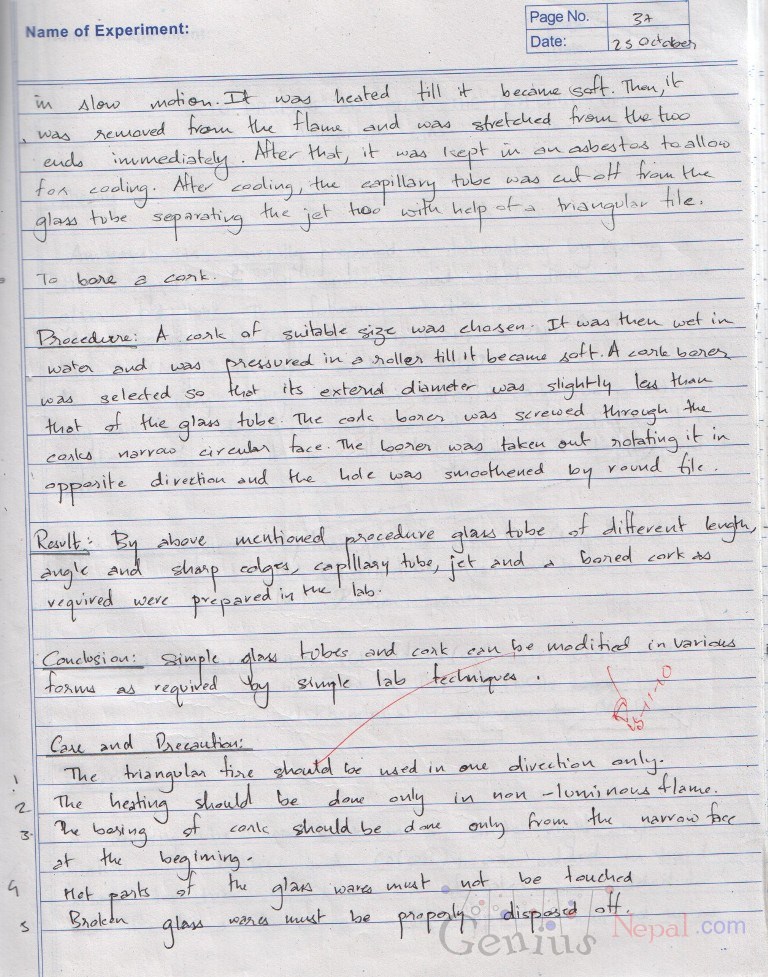 Name of Experiment:
Page No. 37
Date: 25 October
in slow motion. It was heated till it became soft. Then, it
was removed from the flame and was stretched from the two
ends immediately. After that, it was kept in an asbestos to allow
for cooling. After cooling, the capillary tube was cut off from the
glass tube separating the jet too with help of a triangular file.
To bore a cork.
Procedure: A cork of suitable size was chosen. It was then wet in
water and was pressured in a roller till it became soft. A cork borer
was selected so that its externd diameter was slightly less than
that of the glass tube. The cork borer was screwed through the
corks narrow circular face. The borer was taken out rotating it in
opposite direction and the hole was smoothened by round file.
Result: By above mentioned procedure glass tube of different length,
angle and sharp edges, capillary tube, jet and a bored cork as
required were prepared in the lab.
Conclusion: Simple glass tubes and cork can be modified in various
forms as required by simple lab techniques.
25-11-10
Care and Precaution:
1 The triangular fire should be used in one direction only.
2 The heating should be done only in non-luminous flame.
3. The boring of cork should be done only from the narrow face
at the begiming.
4 Hot parts of the glass wares must not be touched
5 Broken glass wares must be properly disposed off.
Genius Nepal.com